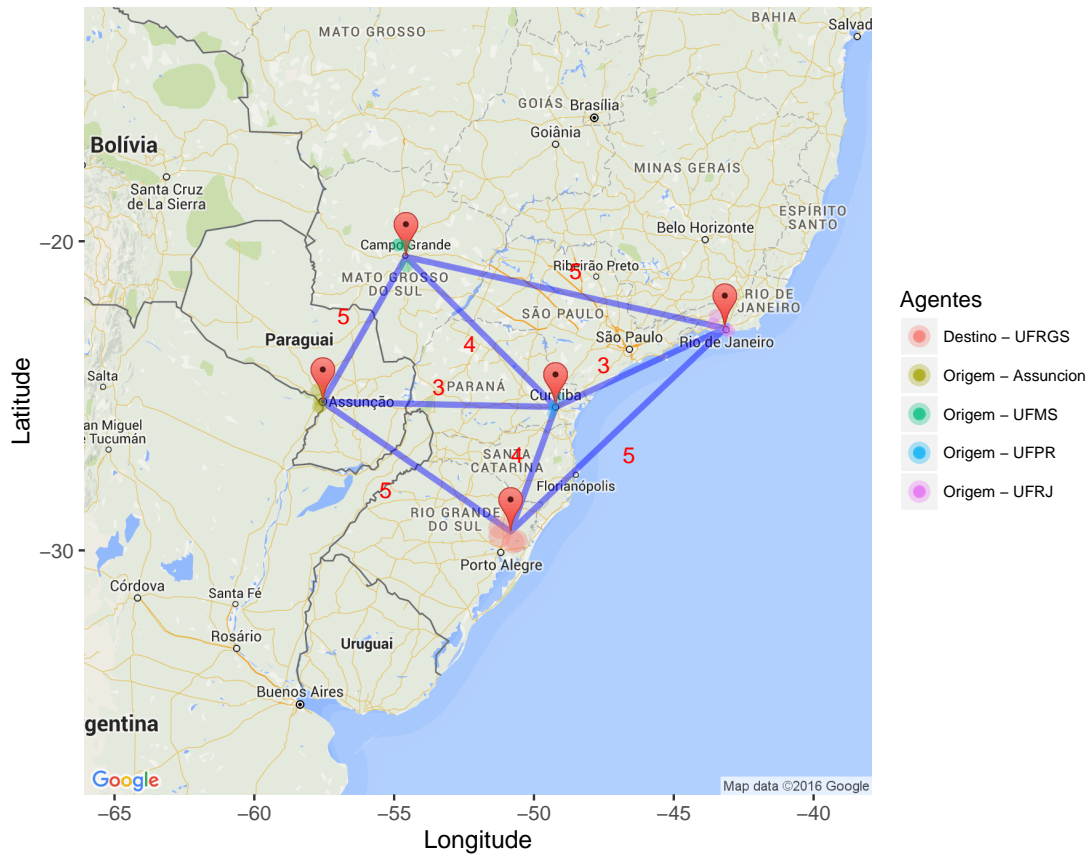 BAHIA
MATO GROSSO
Salvad
GOIÁS
Brasília
Goiânia
Bolívia
MINAS GERAIS
Santa Cruz
de La Sierra
ESPÍRITO
SANTO
Belo Horizonte
−20
Campo Grande
Ribeirão Preto
5
MATO GROSSO
DO SUL
RIO DE
JANEIRO
Agentes
SÃO PAULO
5
Paraguai
4
São Paulo
Rio de Janeiro
Destino − UFRGS
3
Salta
3
PARANÁ
Origem − Assuncion
Curitiba
Assunção
Latitude
Origem − UFMS
an Miguel
e Tucumán
SANTA
CATARINA
4
5
Origem − UFPR
Florianópolis
5
Origem − UFRJ
RIO GRANDE
DO SUL
−30
Porto Alegre
Córdova
Santa Fé
Rosário
Uruguai
Buenos Aires
gentina
Google
Map data ©2016 Google
−65
−60
−55
−50
−45
−40
Longitude